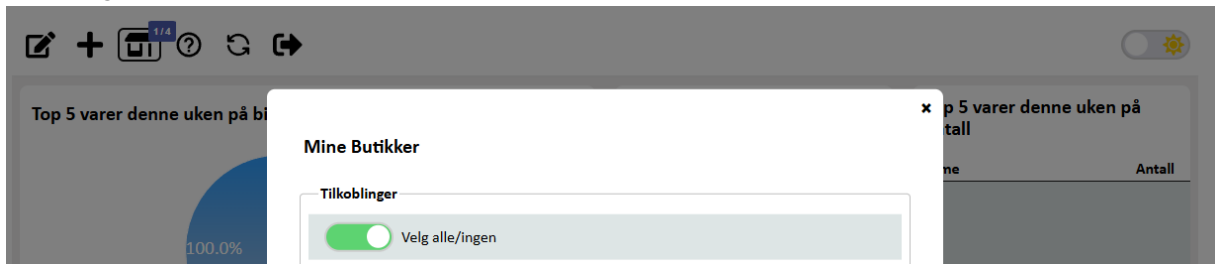 1/4
Top 5 varer denne uken på bi
Mine Butikker
Tilkoblinger
Velg alle/ingen
100.0%
p 5 varer denne uken på
tall
me
Antall